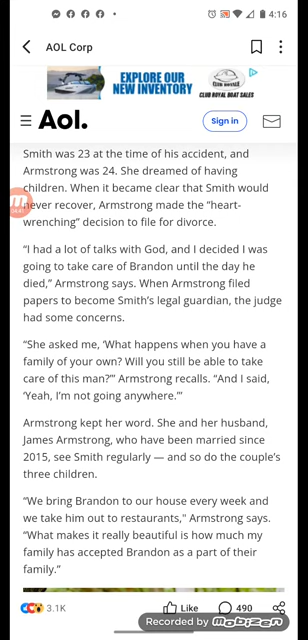 4:16
AOL Corp
EXPLORE OUR
NEW INVENTORY
CLUB ROYALE
CLUB ROYALE BOAT SALES
Aol.
Sign in
Smith was 23 at the time of his accident, and
Armstrong was 24. She dreamed of having
children. When it became clear that Smith would
never recover, Armstrong made the “heart-
wrenching” decision to file for divorce.
“I had a lot of talks with God, and I decided I was
going to take care of Brandon until the day he
died,” Armstrong says. When Armstrong filed
papers to become Smith’s legal guardian, the judge
had some concerns.
“She asked me, ‘What happens when you have a
family of your own? Will you still be able to take
care of this man?’” Armstrong recalls. “And I said,
‘Yeah, I’m not going anywhere.’”
Armstrong kept her word. She and her husband,
James Armstrong, who have been married since
2015, see Smith regularly — and so do the couple’s
three children.
“We bring Brandon to our house every week and
we take him out to restaurants," Armstrong says.
“What makes it really beautiful is how much my
family has accepted Brandon as a part of their
family.”
3.1K
Like
490
Recorded by mobizen